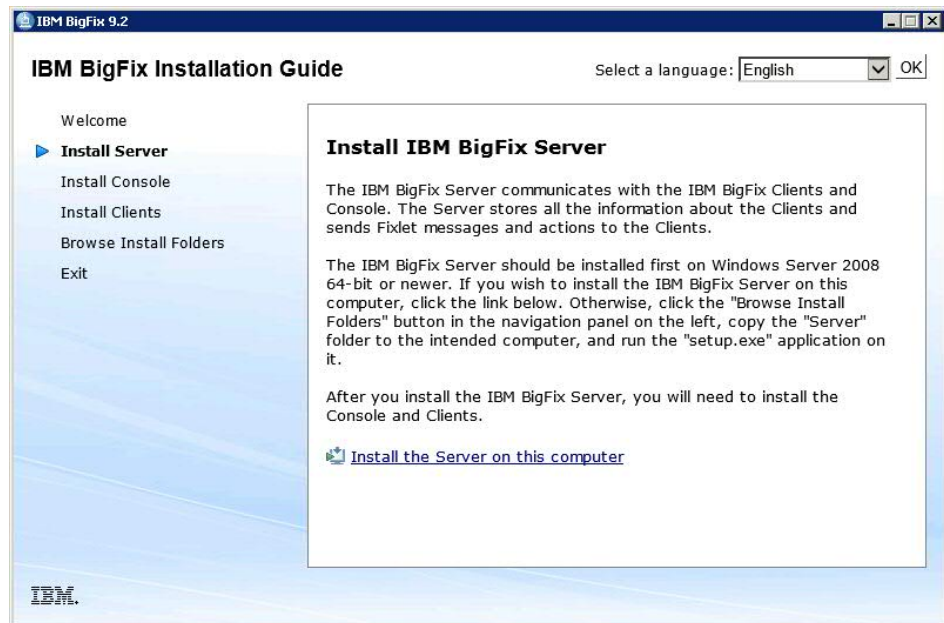 IBM BigFix 9.2
IBM BigFix Installation Guide
Select a language: English OK
Welcome
Install Server
Install Console
Install Clients
Browse Install Folders
Exit
Install IBM BigFix Server
The IBM BigFix Server communicates with the IBM BigFix Clients and
Console. The Server stores all the information about the Clients and
sends Fixlet messages and actions to the Clients.
The IBM BigFix Server should be installed first on Windows Server 2008
64-bit or newer. If you wish to install the IBM BigFix Server on this
computer, click the link below. Otherwise, click the "Browse Install
Folders" button in the navigation panel on the left, copy the "Server"
folder to the intended computer, and run the "setup.exe" application on
it.
After you install the IBM BigFix Server, you will need to install the
Console and Clients.
Install the Server on this computer
IBM.